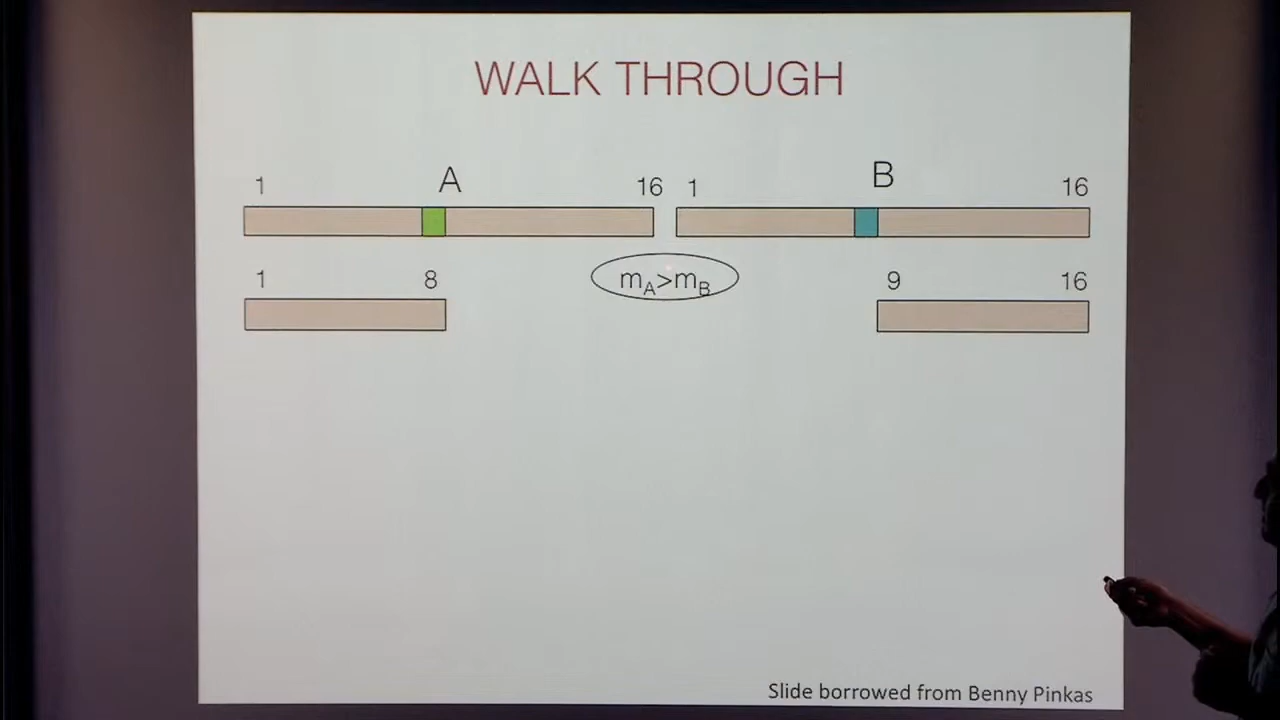 WALK THROUGH
1 A 16 1 B 16
1 8 mA>mB 9 16
Slide borrowed from Benny Pinkas